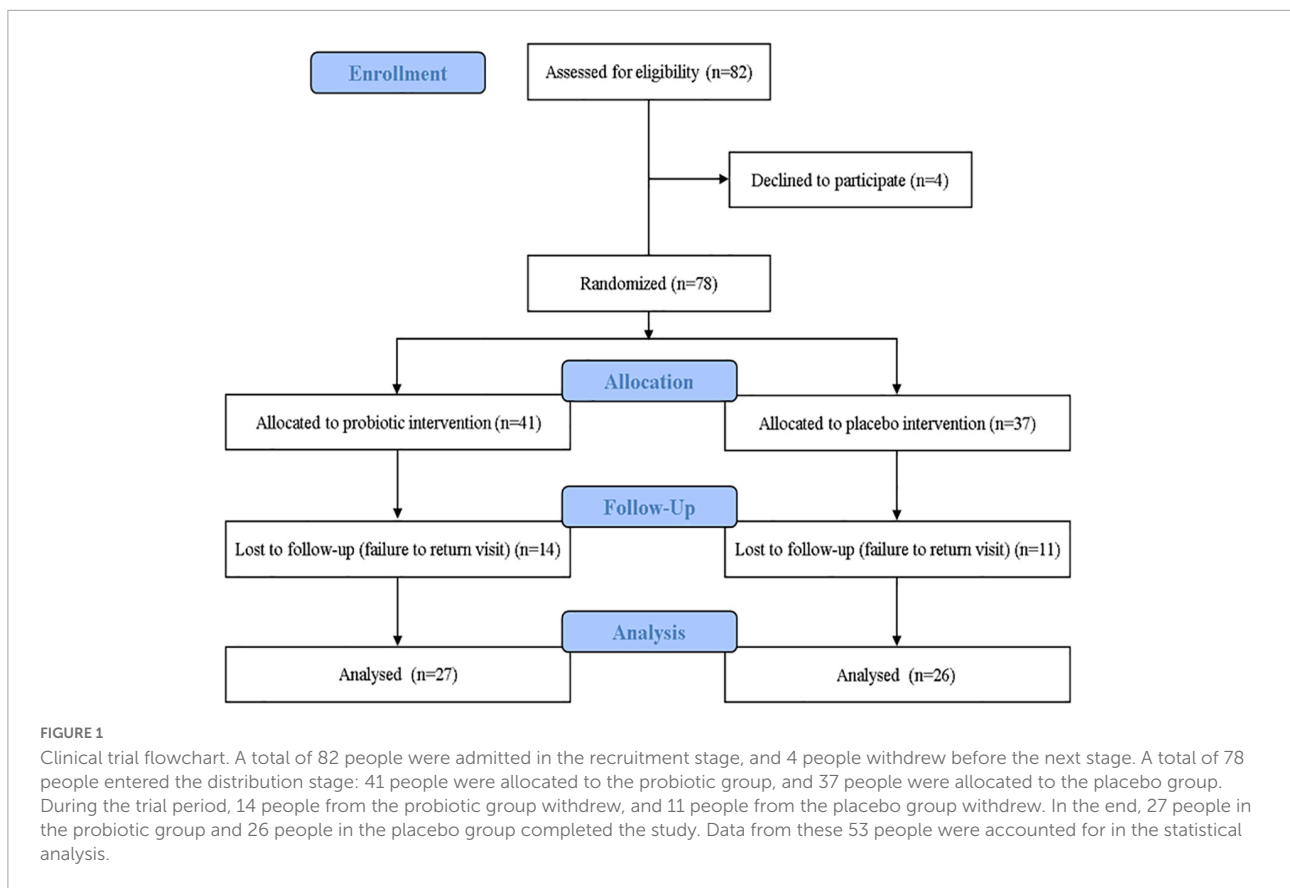 Enrollment
Assessed for eligibility (n=82)
Declined to participate (n=4)
Randomized (n=78)
Allocation
Allocated to probiotic intervention (n=41)
Allocated to placebo intervention (n=37)
Follow-Up
Lost to follow-up (failure to return visit) (n=14)
Lost to follow-up (failure to return visit) (n=11)
Analysis
Analysed (n=27)
Analysed (n=26)
FIGURE 1
Clinical trial flowchart. A total of 82 people were admitted in the recruitment stage, and 4 people withdrew before the next stage. A total of 78
people entered the distribution stage: 41 people were allocated to the probiotic group, and 37 people were allocated to the placebo group.
During the trial period, 14 people from the probiotic group withdrew, and 11 people from the placebo group withdrew. In the end, 27 people in
the probiotic group and 26 people in the placebo group completed the study. Data from these 53 people were accounted for in the statistical
analysis.